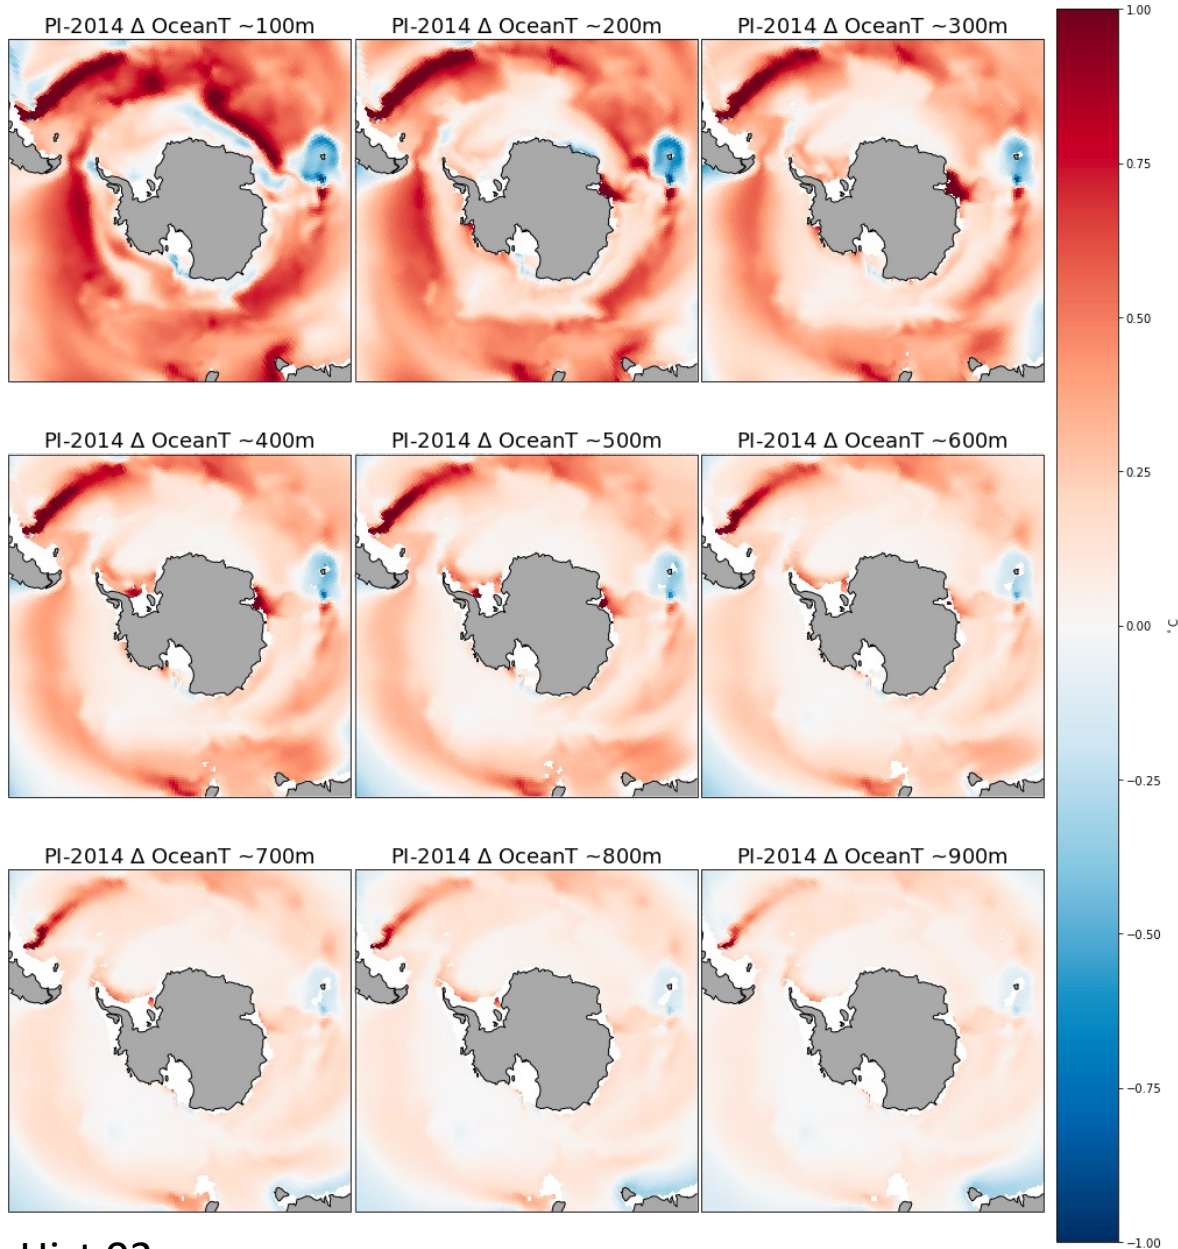 PI-2014 Δ OceanT ~100m
PI-2014 Δ OceanT ~200m
PI-2014 Δ OceanT ~300m
1.00
0.75
0.50
0.25
0.00
−0.25
−0.50
−0.75
−1.00
˚C
PI-2014 Δ OceanT ~400m
PI-2014 Δ OceanT ~500m
PI-2014 Δ OceanT ~600m
PI-2014 Δ OceanT ~700m
PI-2014 Δ OceanT ~800m
PI-2014 Δ OceanT ~900m